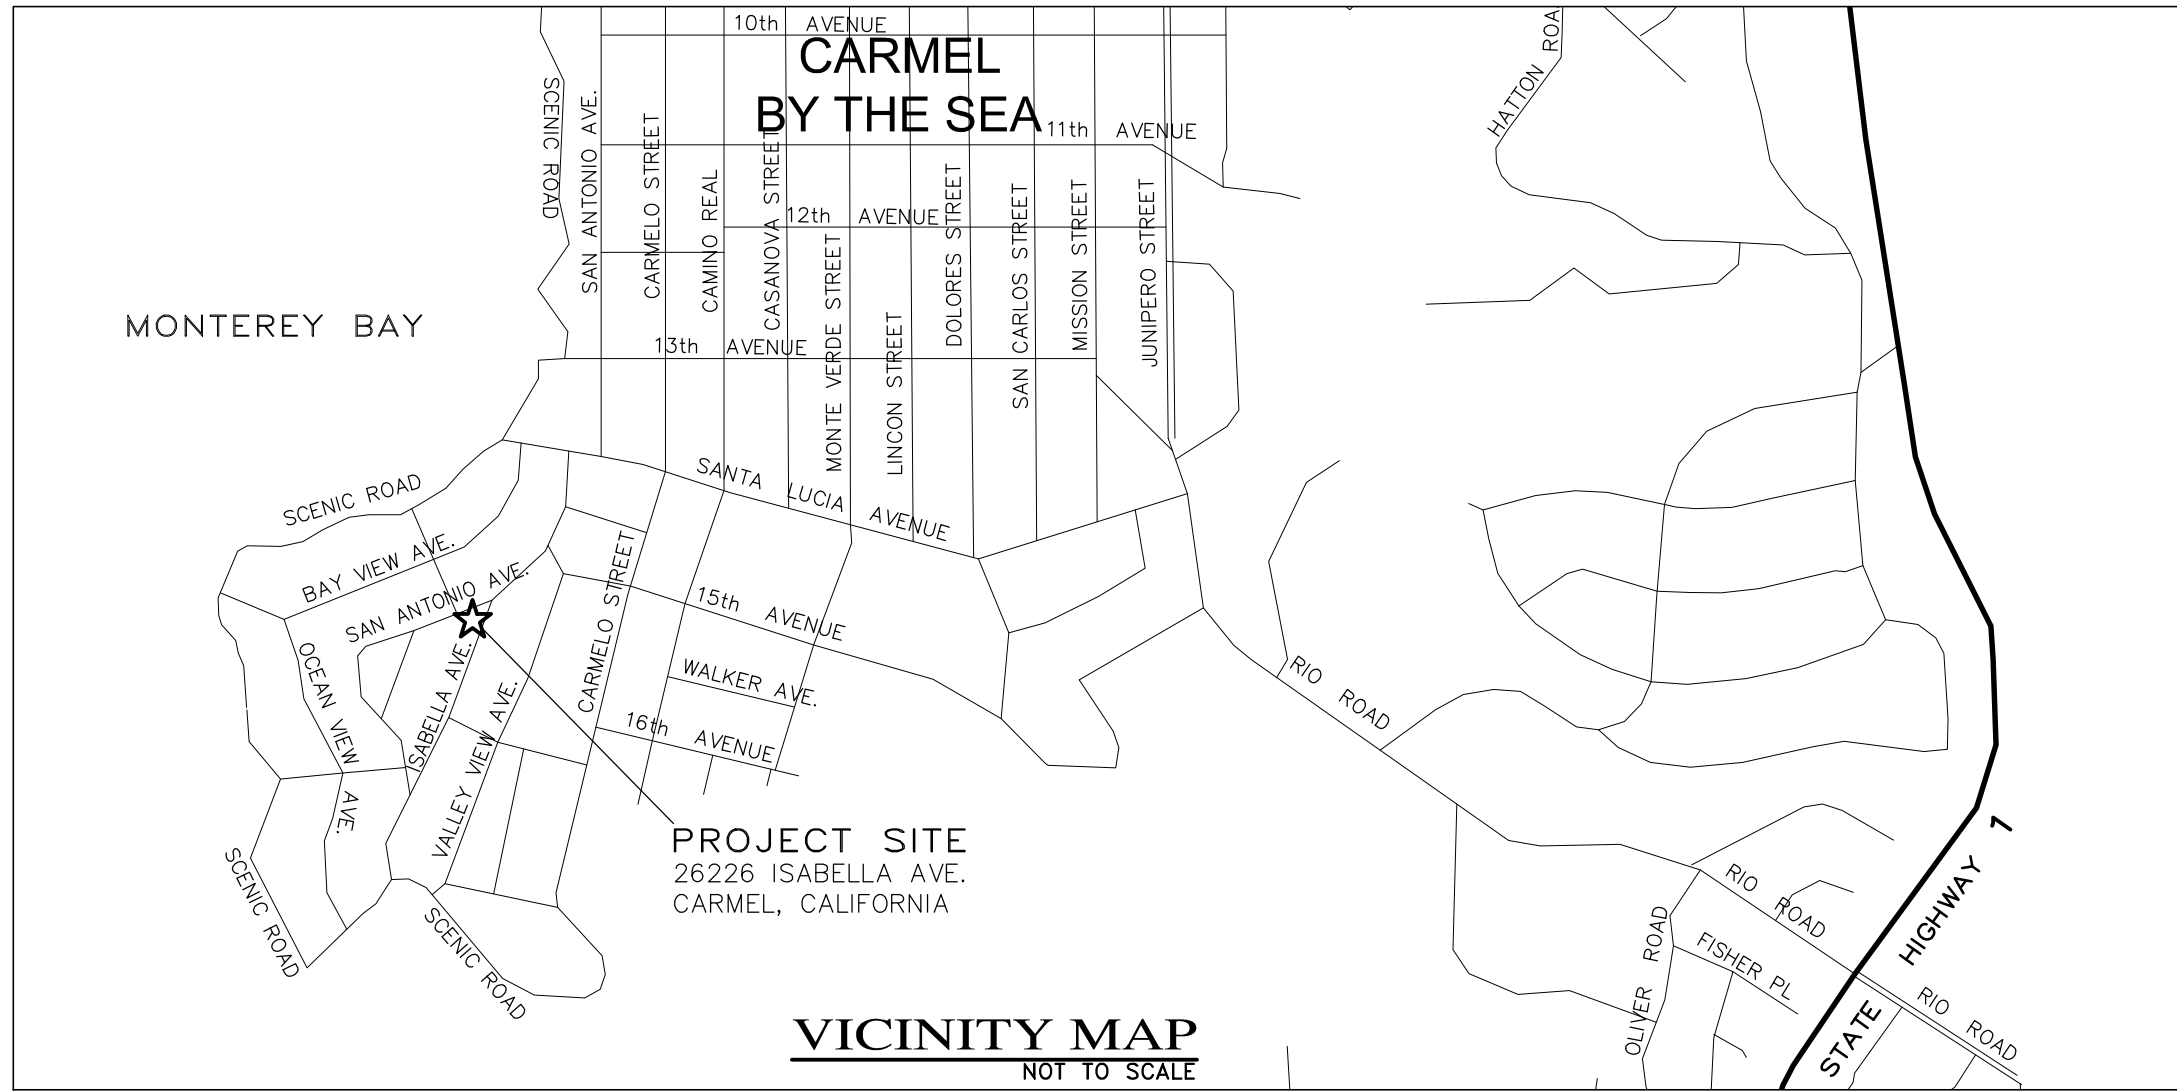 10th AVENUE
CARMEL
BY THE SEA
11th AVENUE
HATTON ROA
SCENIC ROAD
SAN ANTONIO AVE.
CARMELO STREET
CAMINO REAL
CASANOVA STREET
12th AVENUE
MONTE VERDE STREET
LINCON STREET
DOLORES STREET
SAN CARLOS STREET
MISSION STREET
JUNIPERO STREET
MONTEREY BAY
13th AVENUE
SANTA LUCIA AVENUE
SCENIC ROAD
BAY VIEW AVE.
SAN ANTONIO AVE.
OCEAN VIEW AVE.
ISABELLA AVE.
VALLEY VIEW AVE.
CARMELO STREET
15th AVENUE
WALKER AVE.
16th AVENUE
RIO ROAD
PROJECT SITE
26226 ISABELLA AVE.
CARMEL, CALIFORNIA
SCENIC ROAD
SCENIC ROAD
RIO ROAD
OLIVER ROAD
FISHER PL
STATE HIGHWAY 1
RIO ROAD
VICINITY MAP
NOT TO SCALE